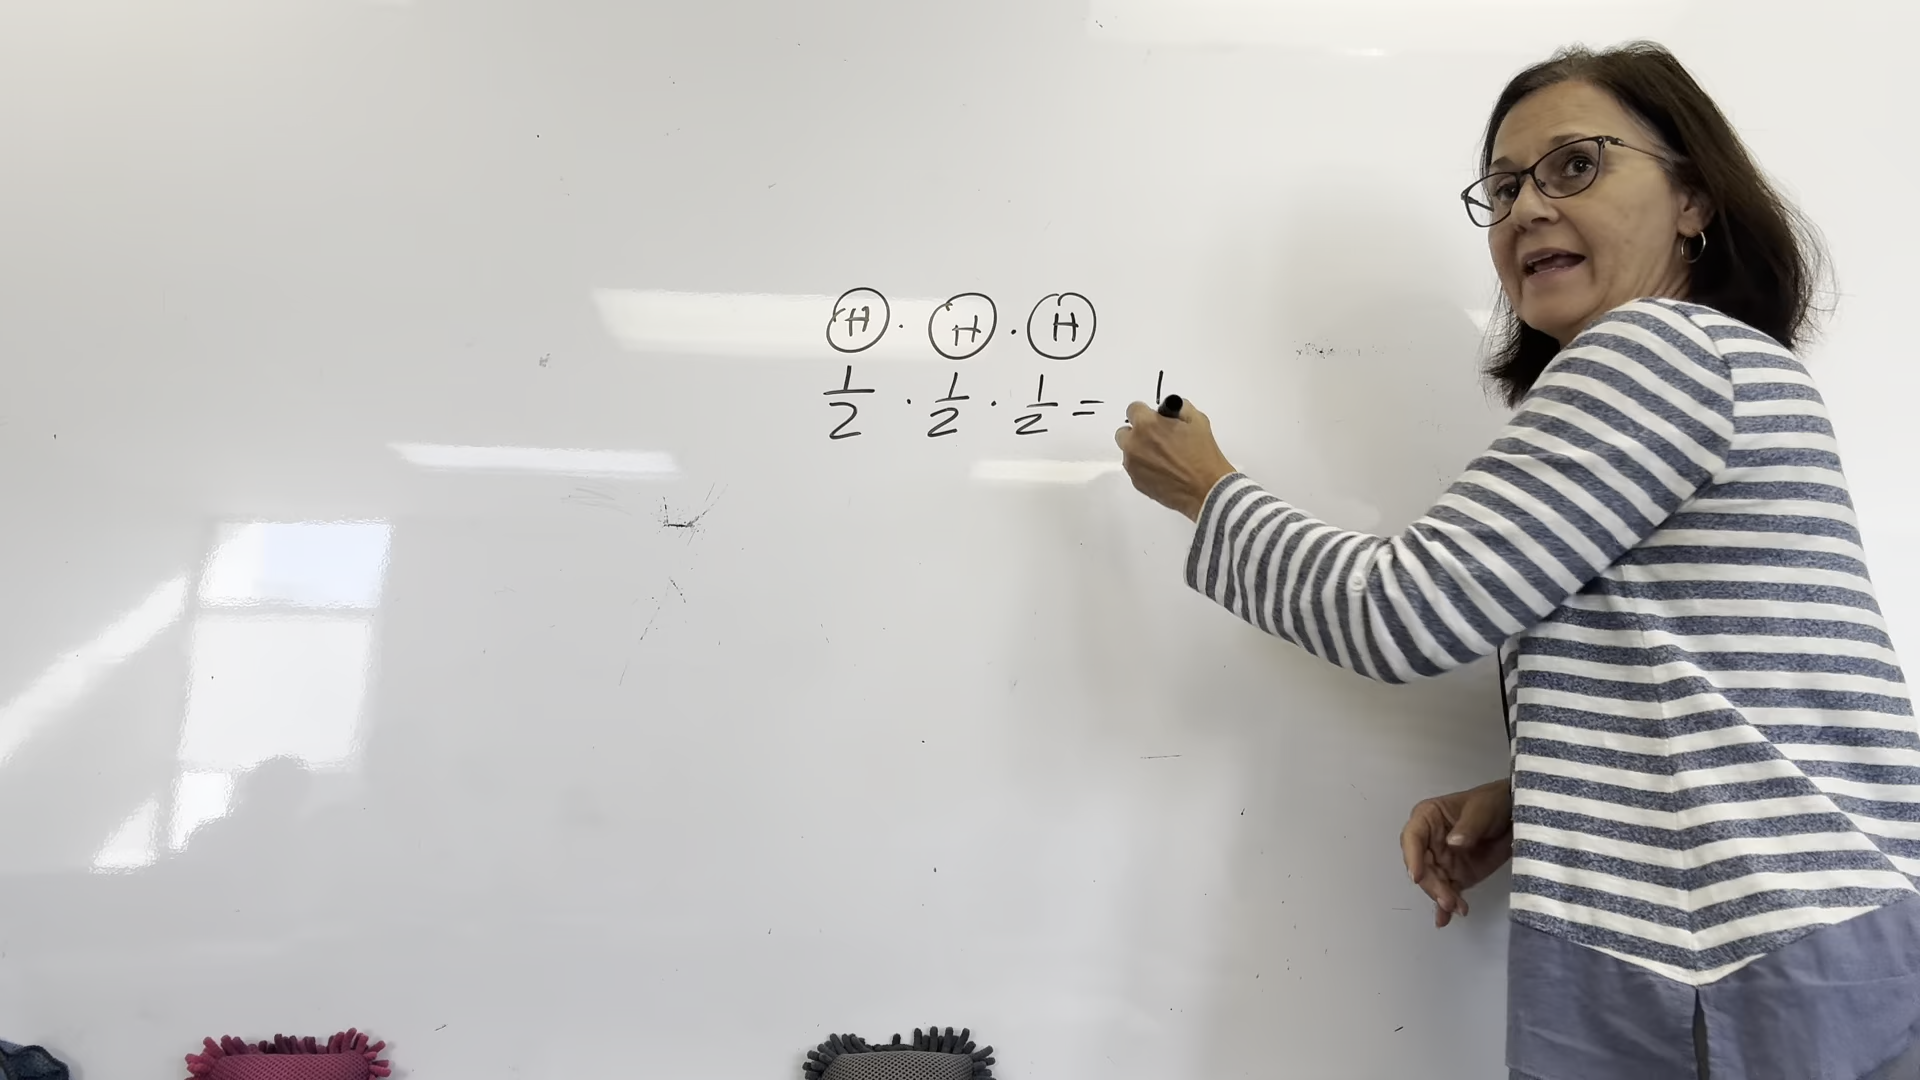 H · H · H
1/2 · 1/2 · 1/2 = 1